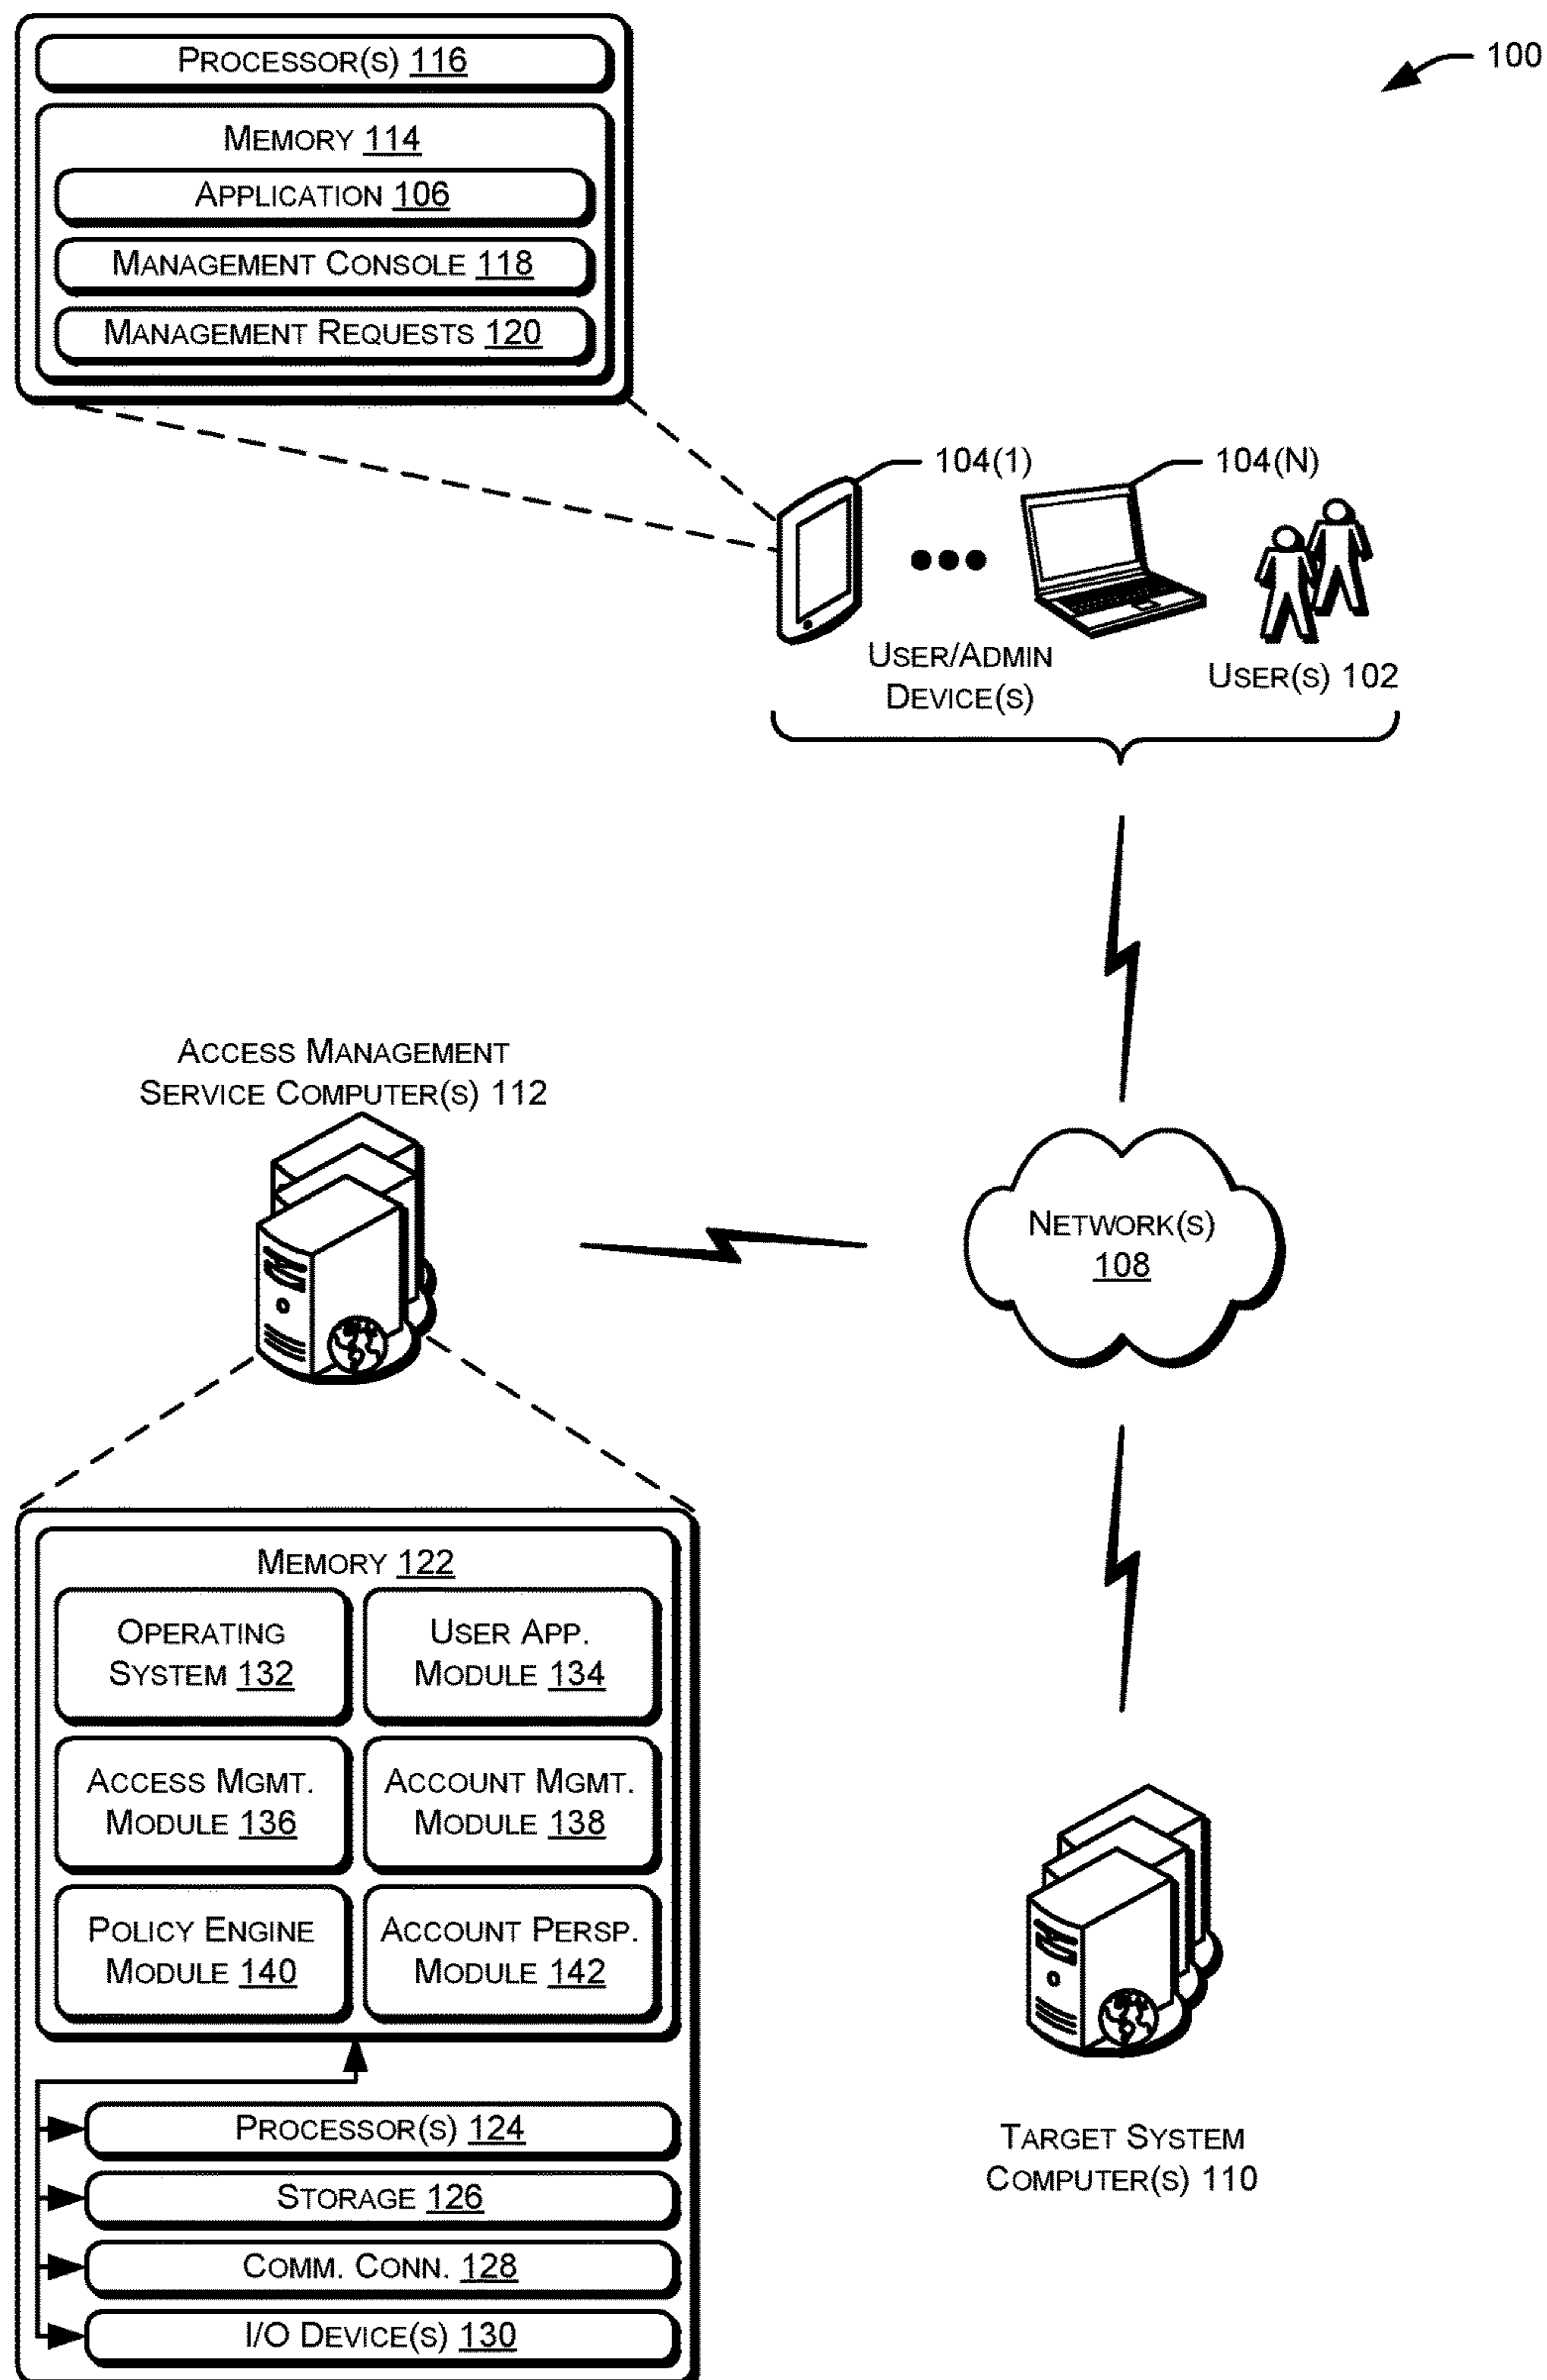 100
PROCESSOR(S) 116
MEMORY 114
APPLICATION 106
MANAGEMENT CONSOLE 118
MANAGEMENT REQUESTS 120
104(1)
104(N)
USER/ADMIN
DEVICE(S)
USER(S) 102
ACCESS MANAGEMENT
SERVICE COMPUTER(S) 112
NETWORK(S)
108
MEMORY 122
OPERATING
SYSTEM 132
USER APP.
MODULE 134
ACCESS MGMT.
MODULE 136
ACCOUNT MGMT.
MODULE 138
POLICY ENGINE
MODULE 140
ACCOUNT PERSP.
MODULE 142
PROCESSOR(S) 124
STORAGE 126
COMM. CONN. 128
I/O DEVICE(S) 130
TARGET SYSTEM
COMPUTER(S) 110